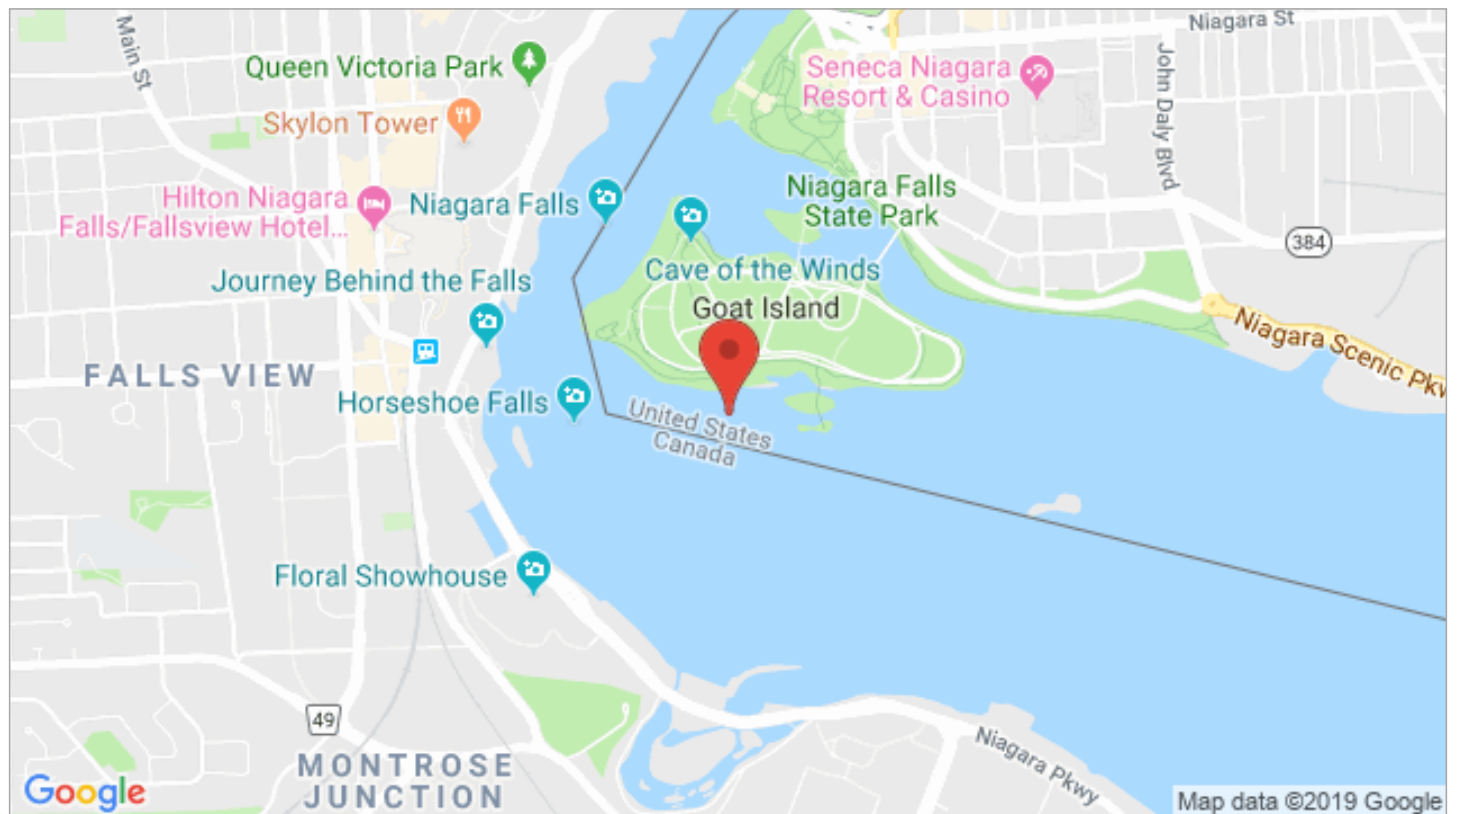 Main St
Niagara St
Queen Victoria Park
Seneca Niagara
Resort & Casino
John Daly Blvd
Skylon Tower
Hilton Niagara
Falls/Fallsview Hotel...
Niagara Falls
Niagara Falls
State Park
384
Cave of the Winds
Journey Behind the Falls
Goat Island
Niagara Scenic Pkw
FALLS VIEW
Horseshoe Falls
United States
Canada
Floral Showhouse
49
MONTROSE
JUNCTION
Niagara Pkwy
Google
Map data ©2019 Google